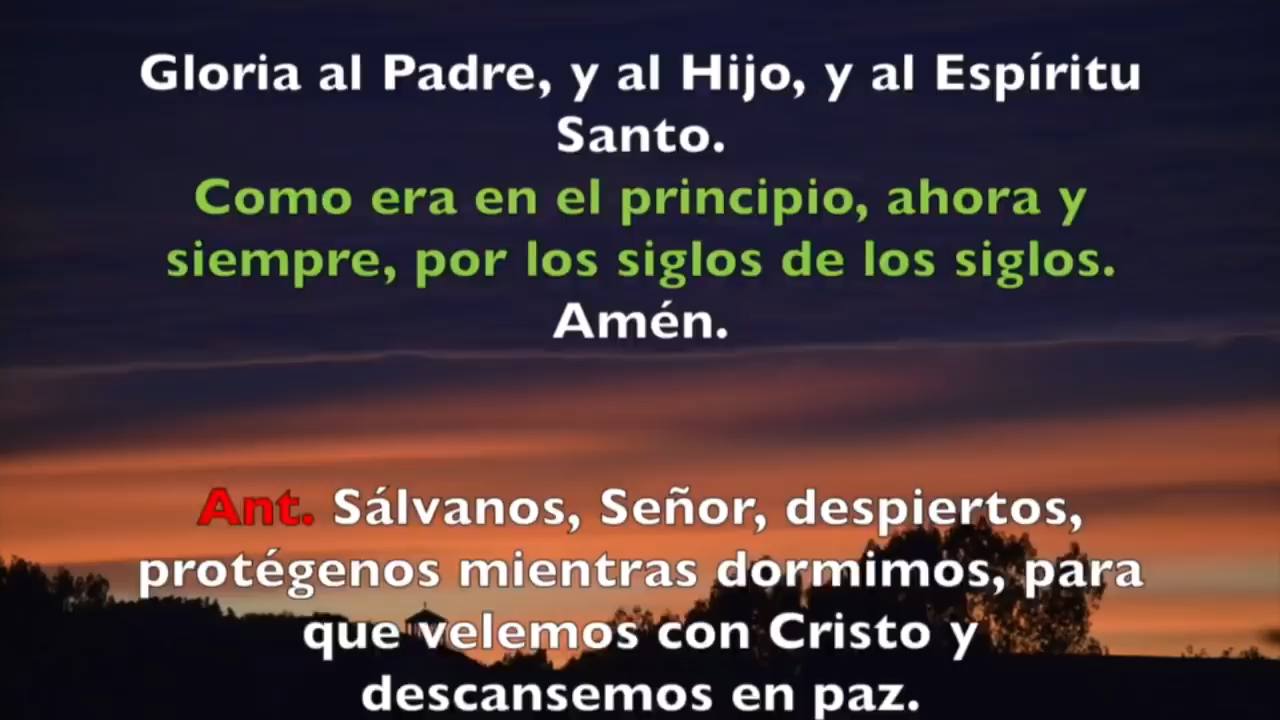 Gloria al Padre, y al Hijo, y al Espíritu
Santo.
Como era en el principio, ahora y
siempre, por los siglos de los siglos.
Amén.
Ant. Sálvanos, Señor, despiertos,
protégenos mientras dormimos, para
que velemos con Cristo y
descansemos en paz.